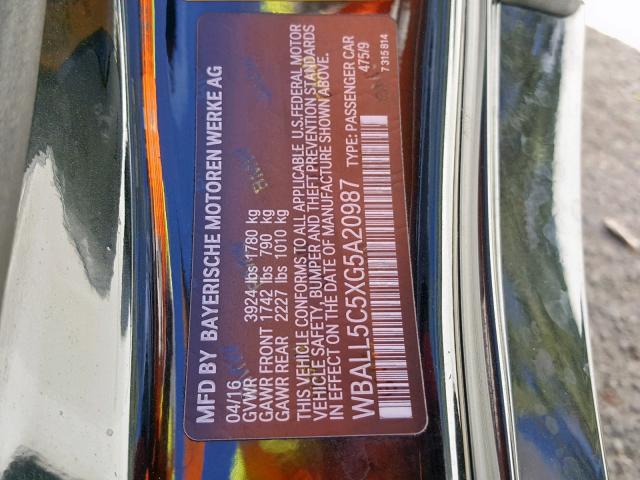 MFD BY BAYERISCHE MOTOREN WERKE AG
04/16
GVWR 3924 lbs 1780 kg
GAWR FRONT 1742 lbs 790 kg
GAWR REAR 2227 lbs 1010 kg
THIS VEHICLE CONFORMS TO ALL APPLICABLE U.S.FEDERAL MOTOR
VEHICLE SAFETY, BUMPER AND THEFT PREVENTION STANDARDS
IN EFFECT ON THE DATE OF MANUFACTURE SHOWN ABOVE.
WBALL5C5XG5A20987 TYPE: PASSENGER CAR
475/9
7315814